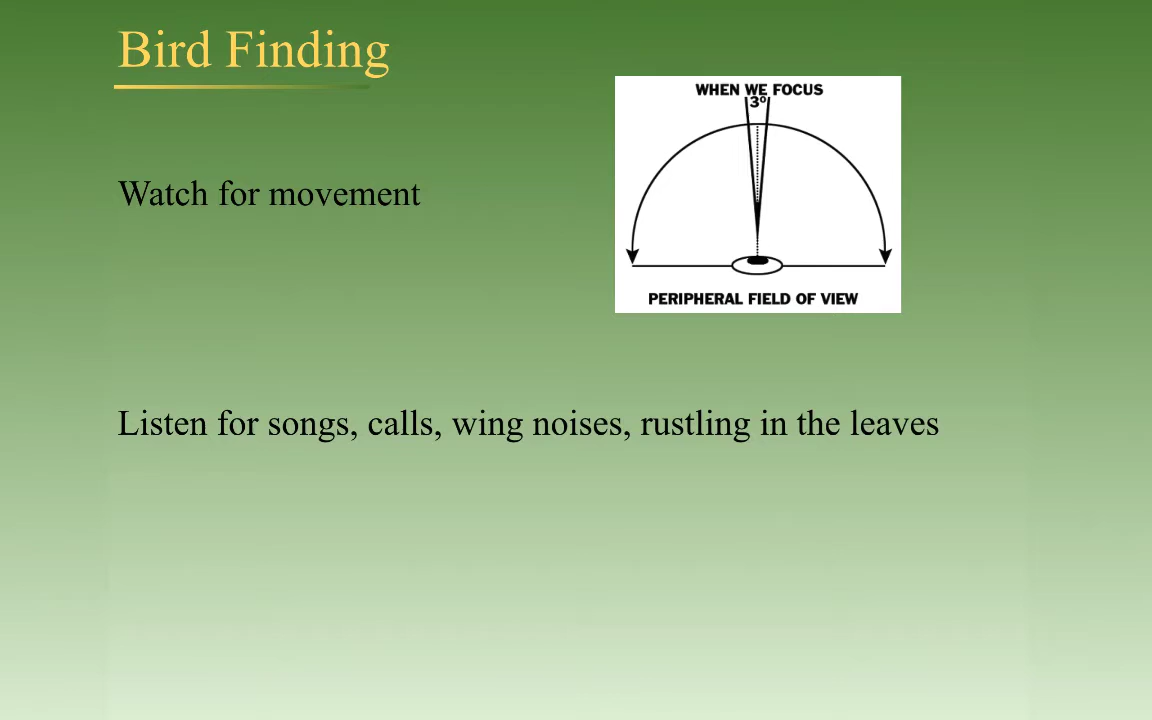 Bird Finding
WHEN WE FOCUS
3º
Watch for movement
PERIPHERAL FIELD OF VIEW
Listen for songs, calls, wing noises, rustling in the leaves